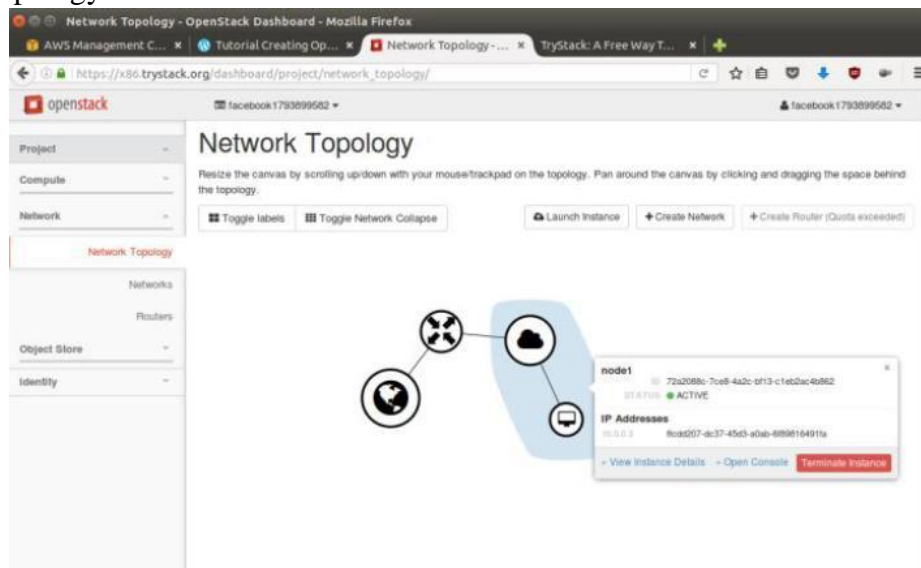 pology
Network Topology - OpenStack Dashboard - Mozilla Firefox
AWS Management C... × Tutorial Creating Op... × Network Topology - ... × TryStack: A Free Way T... ×
https://x86.trystack.org/dashboard/project/network_topology/
openstack facebook1793899582 facebook1793899582
Project
Network Topology
Compute
Resize the canvas by scrolling up/down with your mouse/trackpad on the topology. Pan around the canvas by clicking and dragging the space behind
the topology.
Network
Toggle labels Toggle Network Collapse Launch Instance +Create Network +Create Router (Quota exceeded)
Network Topology
Networks
Routers
Object Store
Identity
node1 ×
ID 72a2088c-7ce8-4a2c-bf13-c1eb2ac4b862
STATUS ACTIVE
IP Addresses
10.0.0.3
» View Instance Details » Open Console Terminate Instance